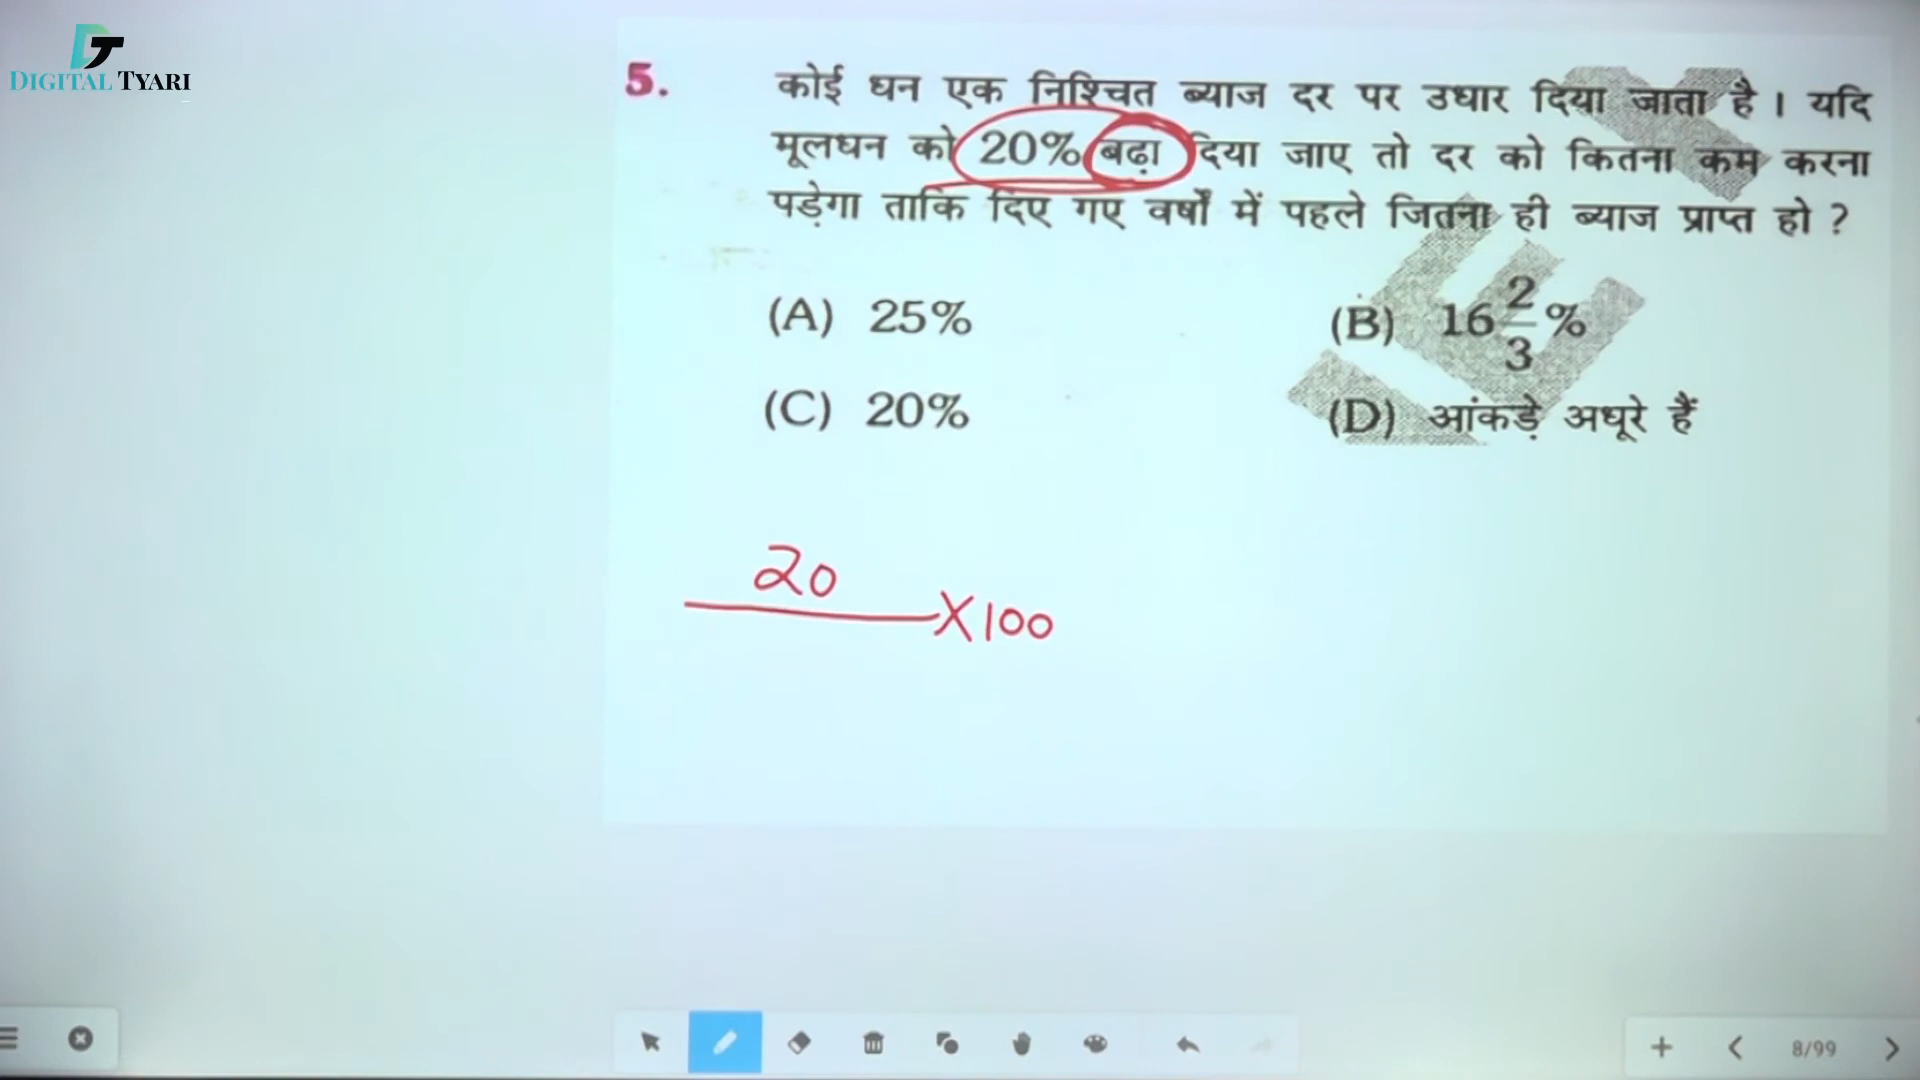 DIGITAL TYARI
5. कोई धन एक निश्चित ब्याज दर पर उधार दिया जाता है । यदि
मूलधन को 20% बढ़ा दिया जाए तो दर को कितना कम करना
पड़ेगा ताकि दिए गए वर्षों में पहले जितना ही ब्याज प्राप्त हो ?
(A) 25% (B) 16 2/3 %
(C) 20% (D) आंकड़े अधूरे हैं
20
X100
8/99